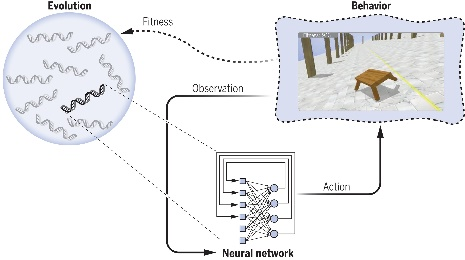 Evolution
Behavior
Fitness
Observation
Action
Neural network